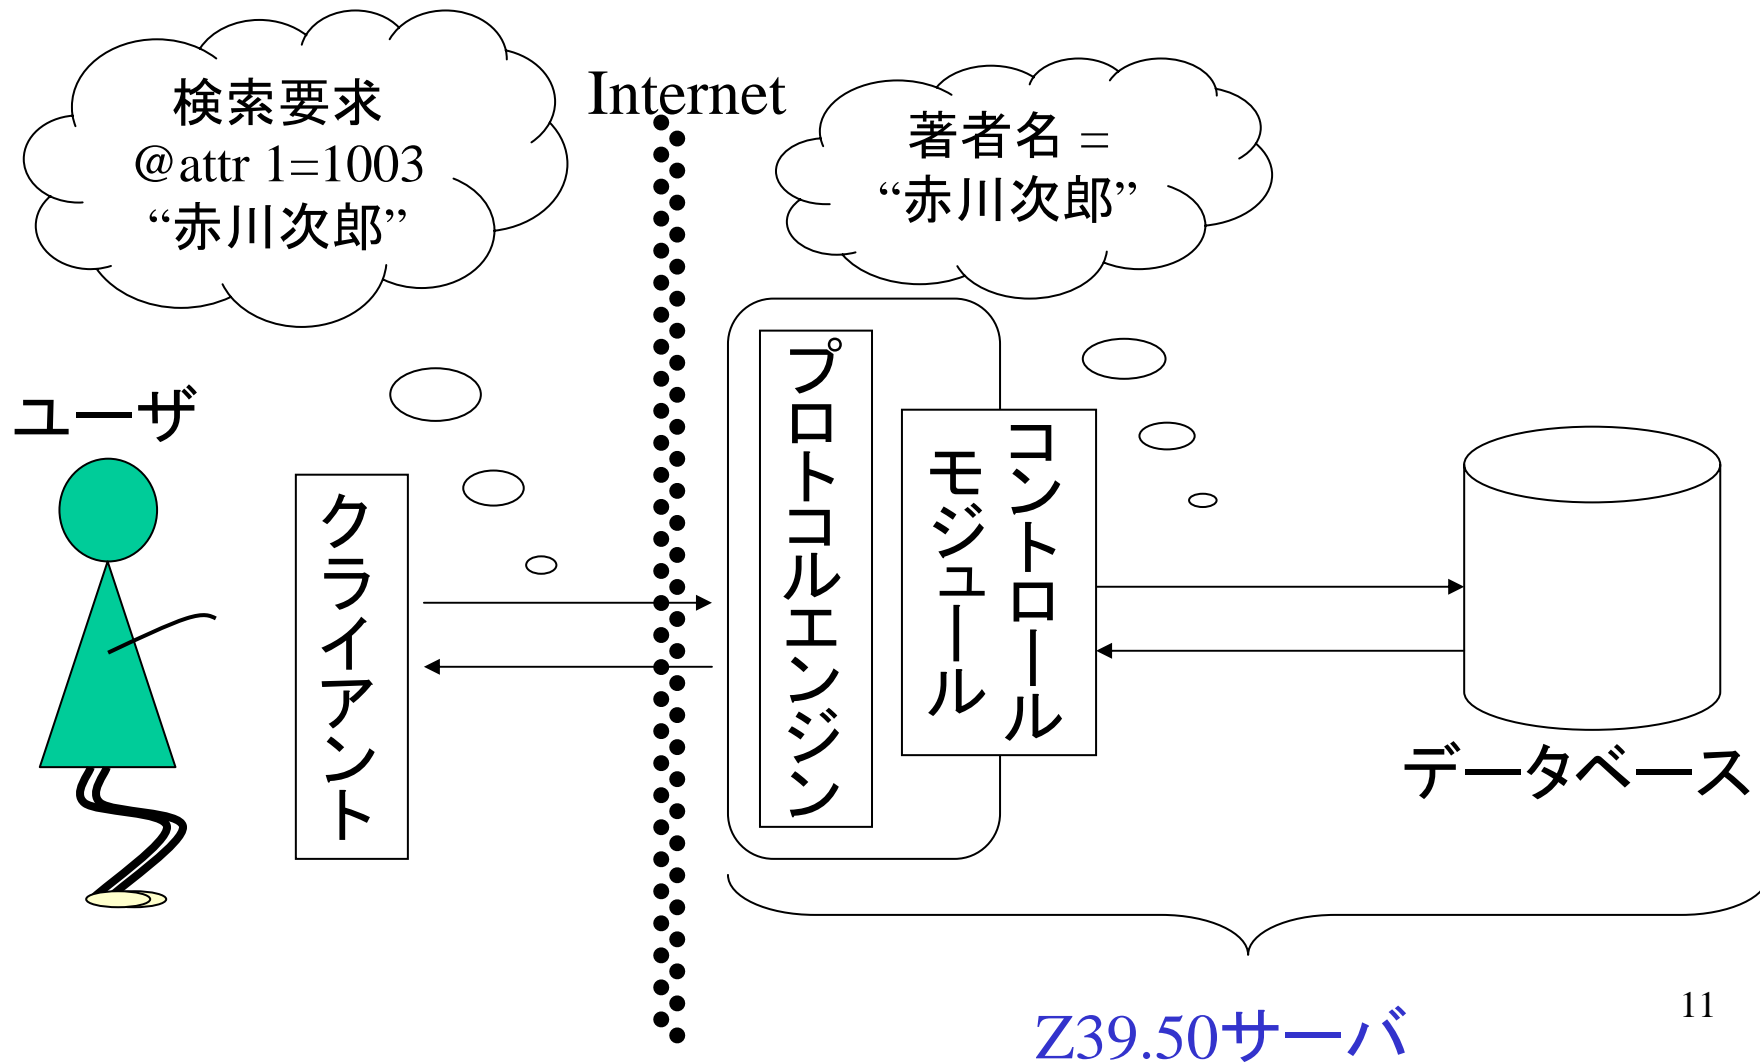 検索要求
@attr 1=1003
“赤川次郎”
Internet
著者名 =
“赤川次郎”
ユーザ
クライアント
プロトコルエンジン
コントロール
モジュール
データベース
Z39.50サーバ
11